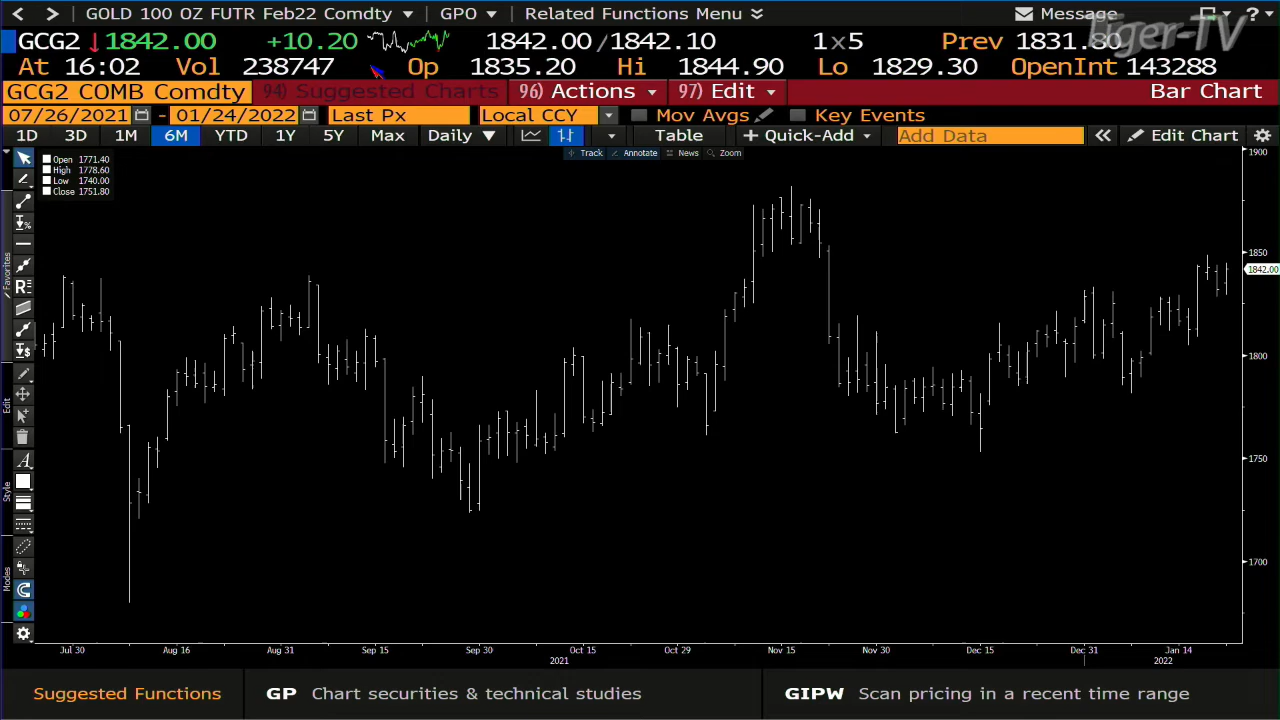 GOLD 100 OZ FUTR Feb22 Comdty GPO Related Functions Menu Message ?
GCG2 1842.00 +10.20 1842.00/1842.10 1x5 Prev 1831.80
At 16:02 Vol 238747 Op 1835.20 Hi 1844.90 Lo 1829.30 OpenInt 143288
GCG2 COMB Comdty 94) Suggested Charts 96) Actions 97) Edit Bar Chart
07/26/2021 - 01/24/2022 Last Px Local CCY Mov Avgs Key Events
1D 3D 1M 6M YTD 1Y 5Y Max Daily Table + Quick-Add Add Data Edit Chart
Track Annotate News Zoom
Open 1771.40
High 1778.60
Low 1740.00
Close 1751.80
1900
1850
1842.00
1800
1750
1700
Favorites
Edit
Style
Modes
Jul 30 Aug 16 Aug 31 Sep 15 Sep 30 Oct 15 Oct 29 Nov 15 Nov 30 Dec 15 Dec 31 Jan 14
2021 2022
Suggested Functions GP Chart securities & technical studies GIPW Scan pricing in a recent time range